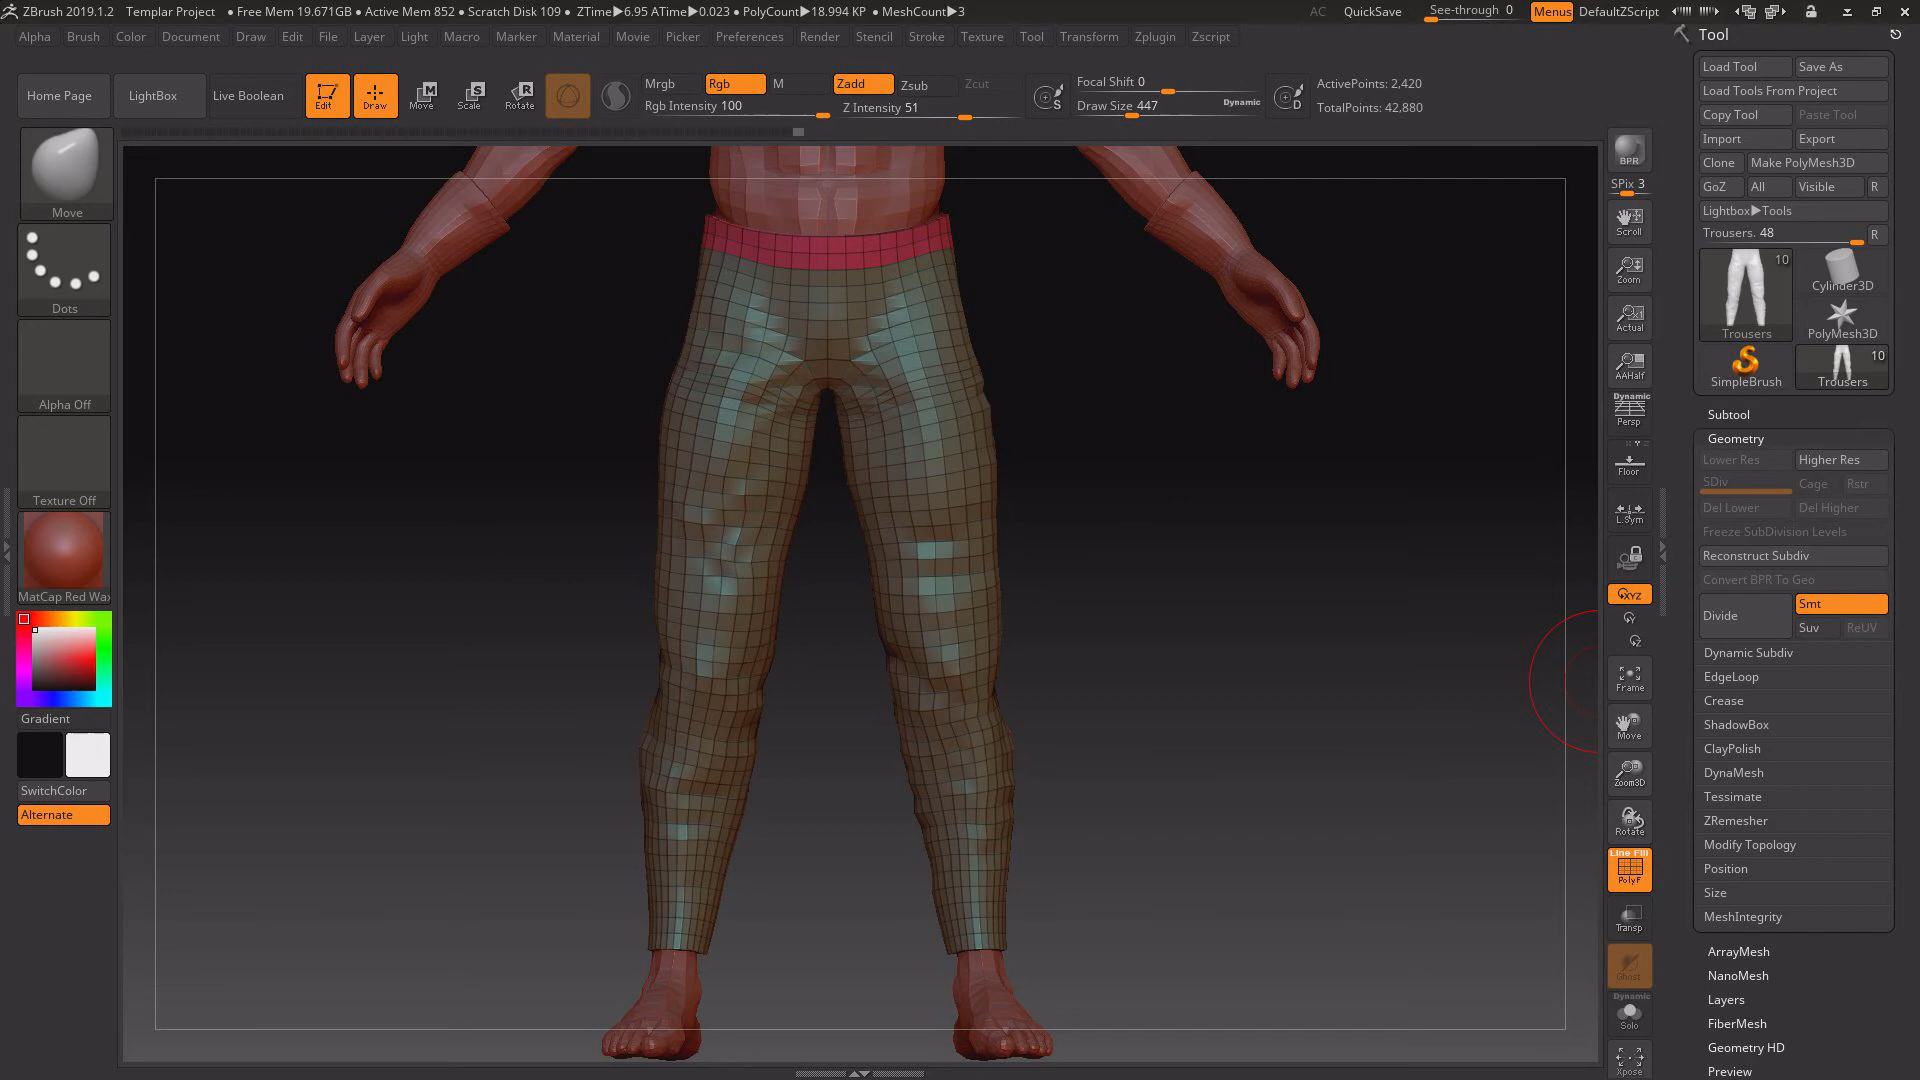 ZBrush 2019.1.2 Templar Project ● Free Mem 19.671GB ● Active Mem 852 ● Scratch Disk 109 ● ZTime▶6.95 ATime▶0.023 ● PolyCount▶18.994 KP ● MeshCount▶3 AC QuickSave See-through 0 Menus DefaultZScript
Alpha Brush Color Document Draw Edit File Layer Light Macro Marker Material Movie Picker Preferences Render Stencil Stroke Texture Tool Transform Zplugin Zscript
Home Page LightBox Live Boolean Edit Draw Move Scale Rotate
M S R
Mrgb Rgb M Zadd Zsub Zcut
Rgb Intensity 100 Z Intensity 51
S Focal Shift 0
Draw Size 447 Dynamic D
ActivePoints: 2,420
TotalPoints: 42,880
Move
Dots
Alpha Off
Texture Off
MatCap Red Wax
Gradient
SwitchColor
Alternate
BPR
SPix 3
Scroll
Zoom
Actual
AAHalf
Dynamic
Persp
Floor
L.Sym
XYZ
Y
Z
Frame
Move
Zoom3D
Rotate
Line Fill
PolyF
Transp
Ghost
Dynamic
Solo
Xpose
Tool
Load Tool Save As
Load Tools From Project
Copy Tool Paste Tool
Import Export
Clone Make PolyMesh3D
GoZ All Visible R
Lightbox▶Tools
Trousers. 48 R
10
Cylinder3D
Trousers PolyMesh3D
10
SimpleBrush Trousers
Subtool
Geometry
Lower Res Higher Res
SDiv Cage Rstr
Del Lower Del Higher
Freeze SubDivision Levels
Reconstruct Subdiv
Convert BPR To Geo
Divide Smt
Suv ReUV
Dynamic Subdiv
EdgeLoop
Crease
ShadowBox
ClayPolish
DynaMesh
Tessimate
ZRemesher
Modify Topology
Position
Size
MeshIntegrity
ArrayMesh
NanoMesh
Layers
FiberMesh
Geometry HD
Preview